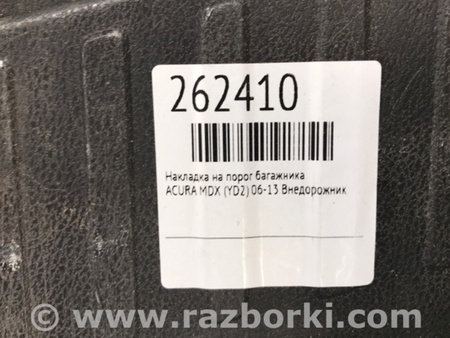 262410
Накладка на порог багажника
ACURA MDX (YD2) 06-13 Внедорожник
www.razborki.com